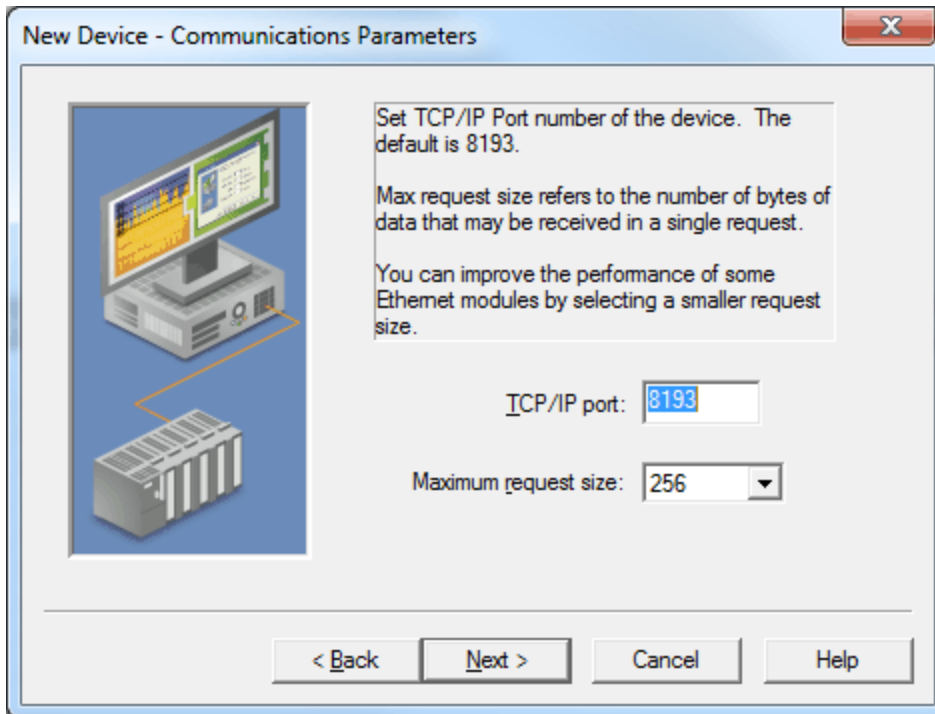 New Device - Communications Parameters
Set TCP/IP Port number of the device.  The
default is 8193.
Max request size refers to the number of bytes of
data that may be received in a single request.
You can improve the performance of some
Ethernet modules by selecting a smaller request
size.
TCP/IP port: 8193
Maximum request size: 256
< Back Next > Cancel Help